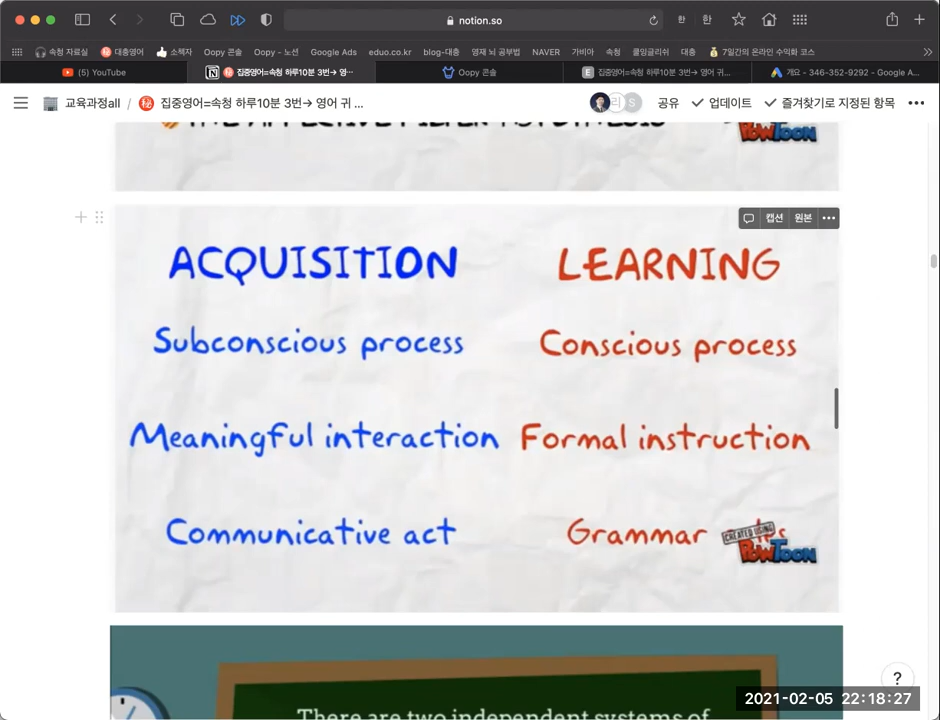 notion.so
한
한
속청 자료실
대충영어
소책자
Oopy 콘솔
Oopy - 노션
Google Ads
eduo.co.kr
blog-대충
영재 뇌 공부법
NAVER
가비아
속청
쿨잉글리쉬
대충
7일간의 온라인 수익화 코스
(5) YouTube
집중영어=속청 하루10분 3번→ 영…
Oopy 콘솔
집중영어=속청 하루10분 3번→ 영어 귀…
개요 - 346-352-9292 - Google A…
교육과정all / 집중영어=속청 하루10분 3번→ 영어 귀 ...
리 S
공유
업데이트
즐겨찾기로 지정된 항목
THE AFFECTIVE FILTER HYPOTHESIS
POWTOON
캡션
원본
ACQUISITION
LEARNING
Subconscious process
Conscious process
Meaningful interaction
Formal instruction
Communicative act
Grammar
CREATED USING
POWTOON
There are two independent systems of
?
2021-02-05 22:18:27